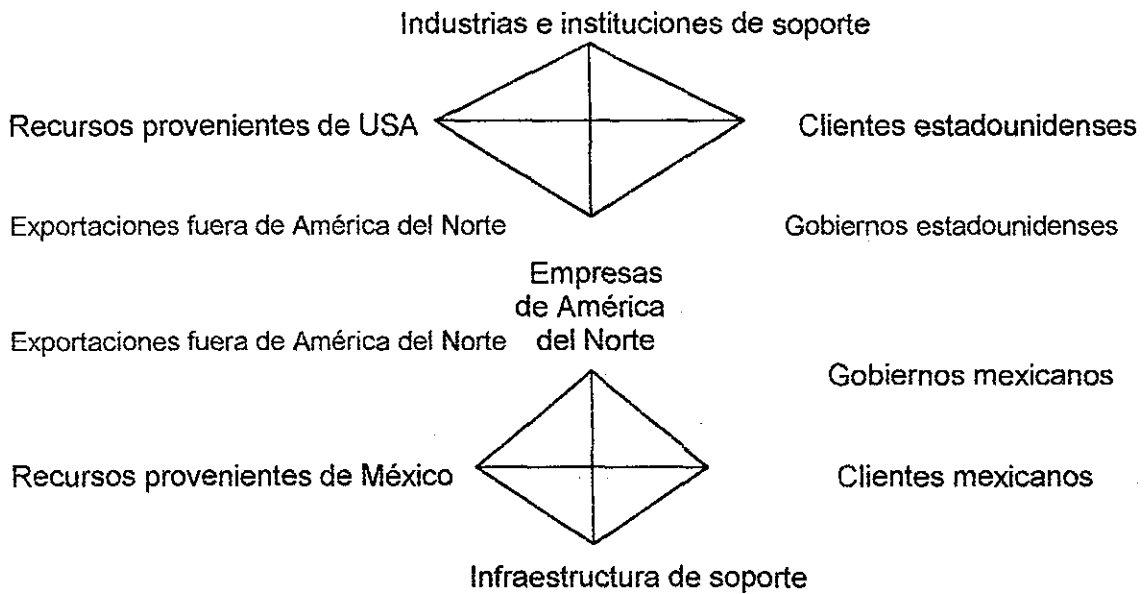 Industrias e instituciones de soporte
Recursos provenientes de USA
Clientes estadounidenses
Exportaciones fuera de América del Norte
Gobiernos estadounidenses
Empresas
de América
del Norte
Exportaciones fuera de América del Norte
Gobiernos mexicanos
Recursos provenientes de México
Clientes mexicanos
Infraestructura de soporte